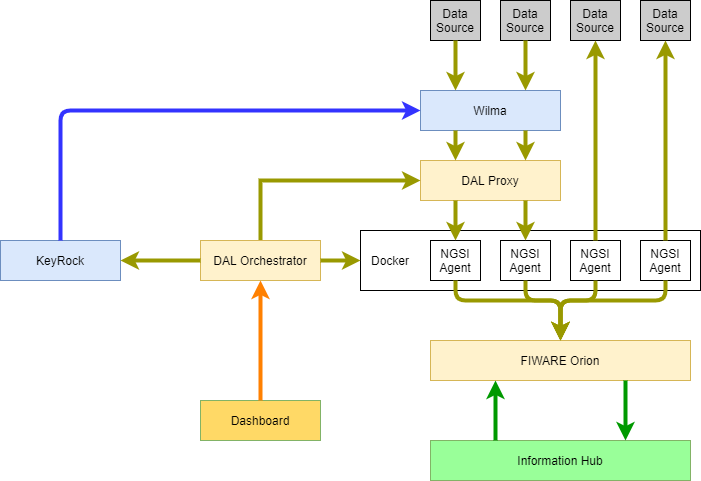 Data
Source
Data
Source
Data
Source
Data
Source
Wilma
DAL Proxy
KeyRock
DAL Orchestrator
Docker
NGSI
Agent
NGSI
Agent
NGSI
Agent
NGSI
Agent
FIWARE Orion
Dashboard
Information Hub